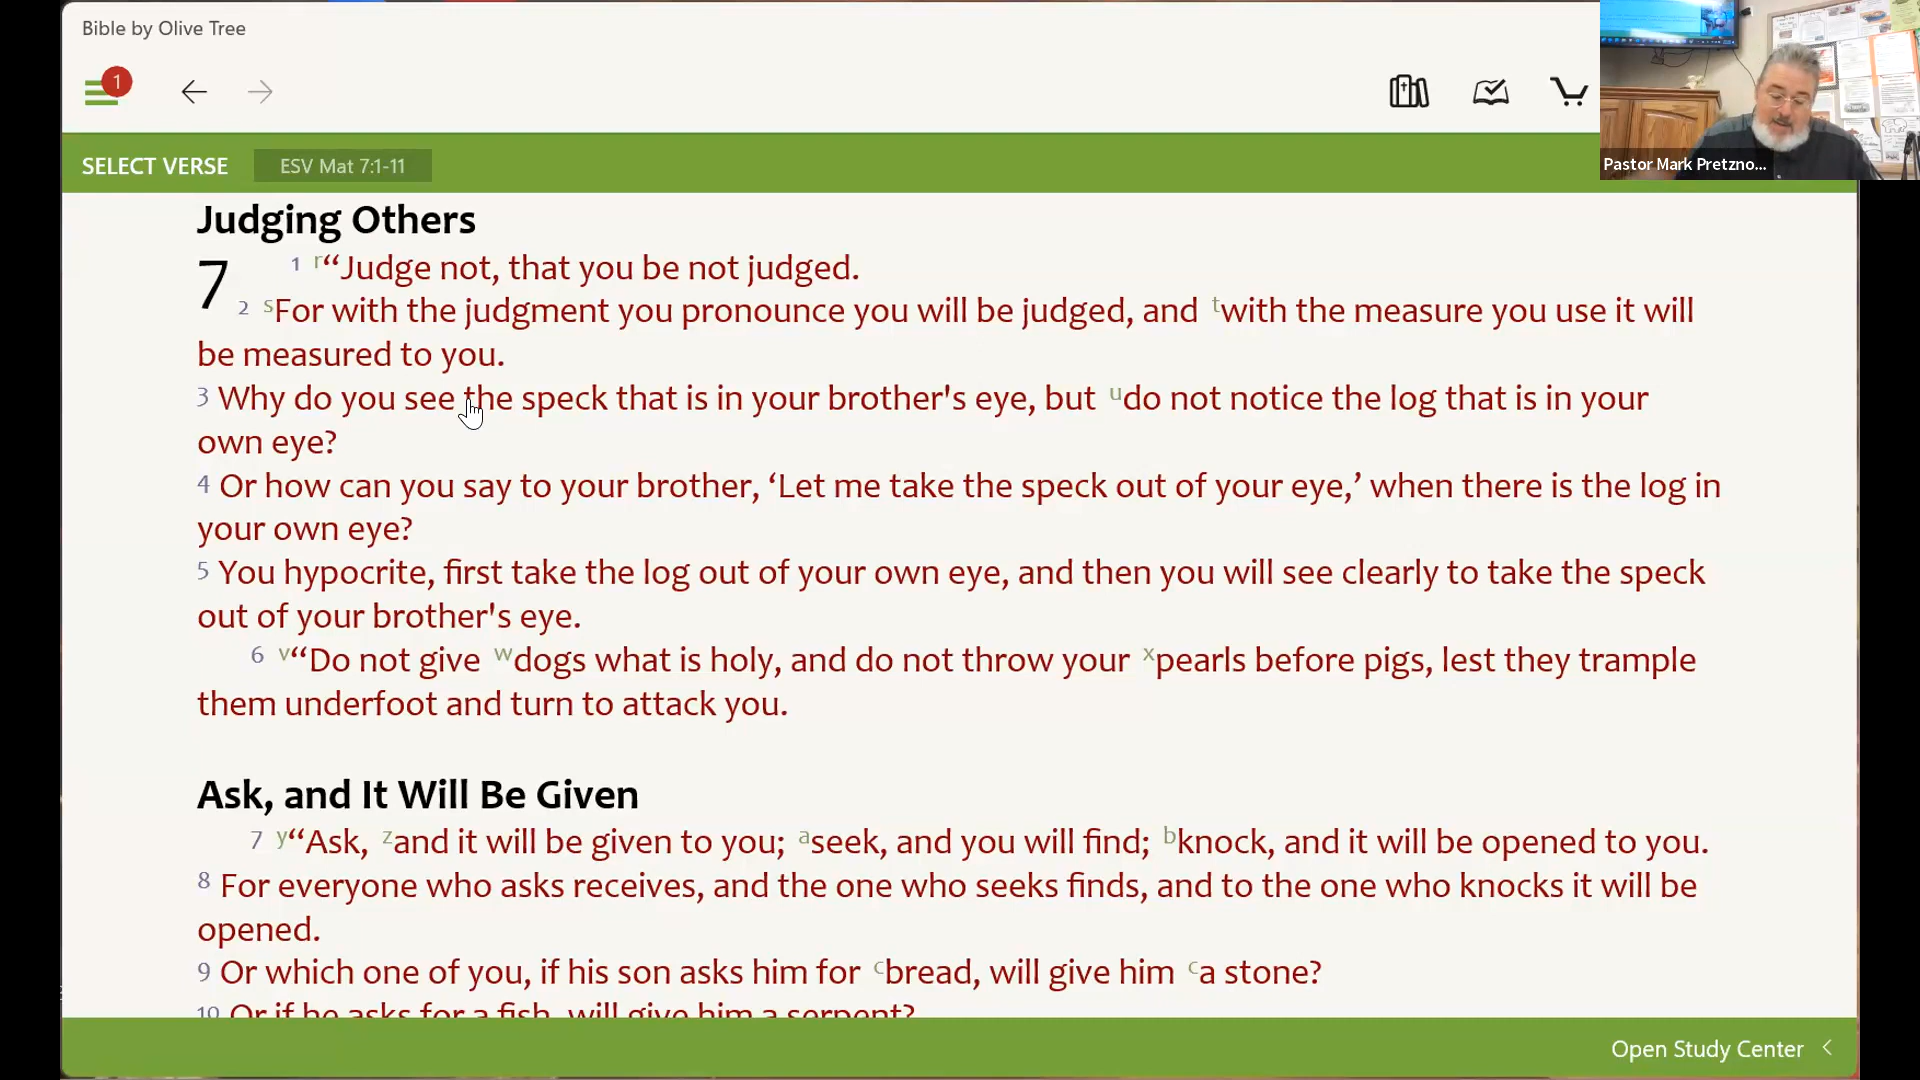 Bible by Olive Tree
1
SELECT VERSE ESV Mat 7:1-11
Pastor Mark Pretzno...
Judging Others
7 1 r“Judge not, that you be not judged.
2 sFor with the judgment you pronounce you will be judged, and twith the measure you use it will
be measured to you.
3 Why do you see the speck that is in your brother's eye, but udo not notice the log that is in your
own eye?
4 Or how can you say to your brother, ‘Let me take the speck out of your eye,’ when there is the log in
your own eye?
5 You hypocrite, first take the log out of your own eye, and then you will see clearly to take the speck
out of your brother's eye.
6 v“Do not give wdogs what is holy, and do not throw your xpearls before pigs, lest they trample
them underfoot and turn to attack you.
Ask, and It Will Be Given
7 y“Ask, zand it will be given to you; aseek, and you will find; bknock, and it will be opened to you.
8 For everyone who asks receives, and the one who seeks finds, and to the one who knocks it will be
opened.
9 Or which one of you, if his son asks him for cbread, will give him ca stone?
10 Or if he asks for a fish, will give him a serpent?
Open Study Center